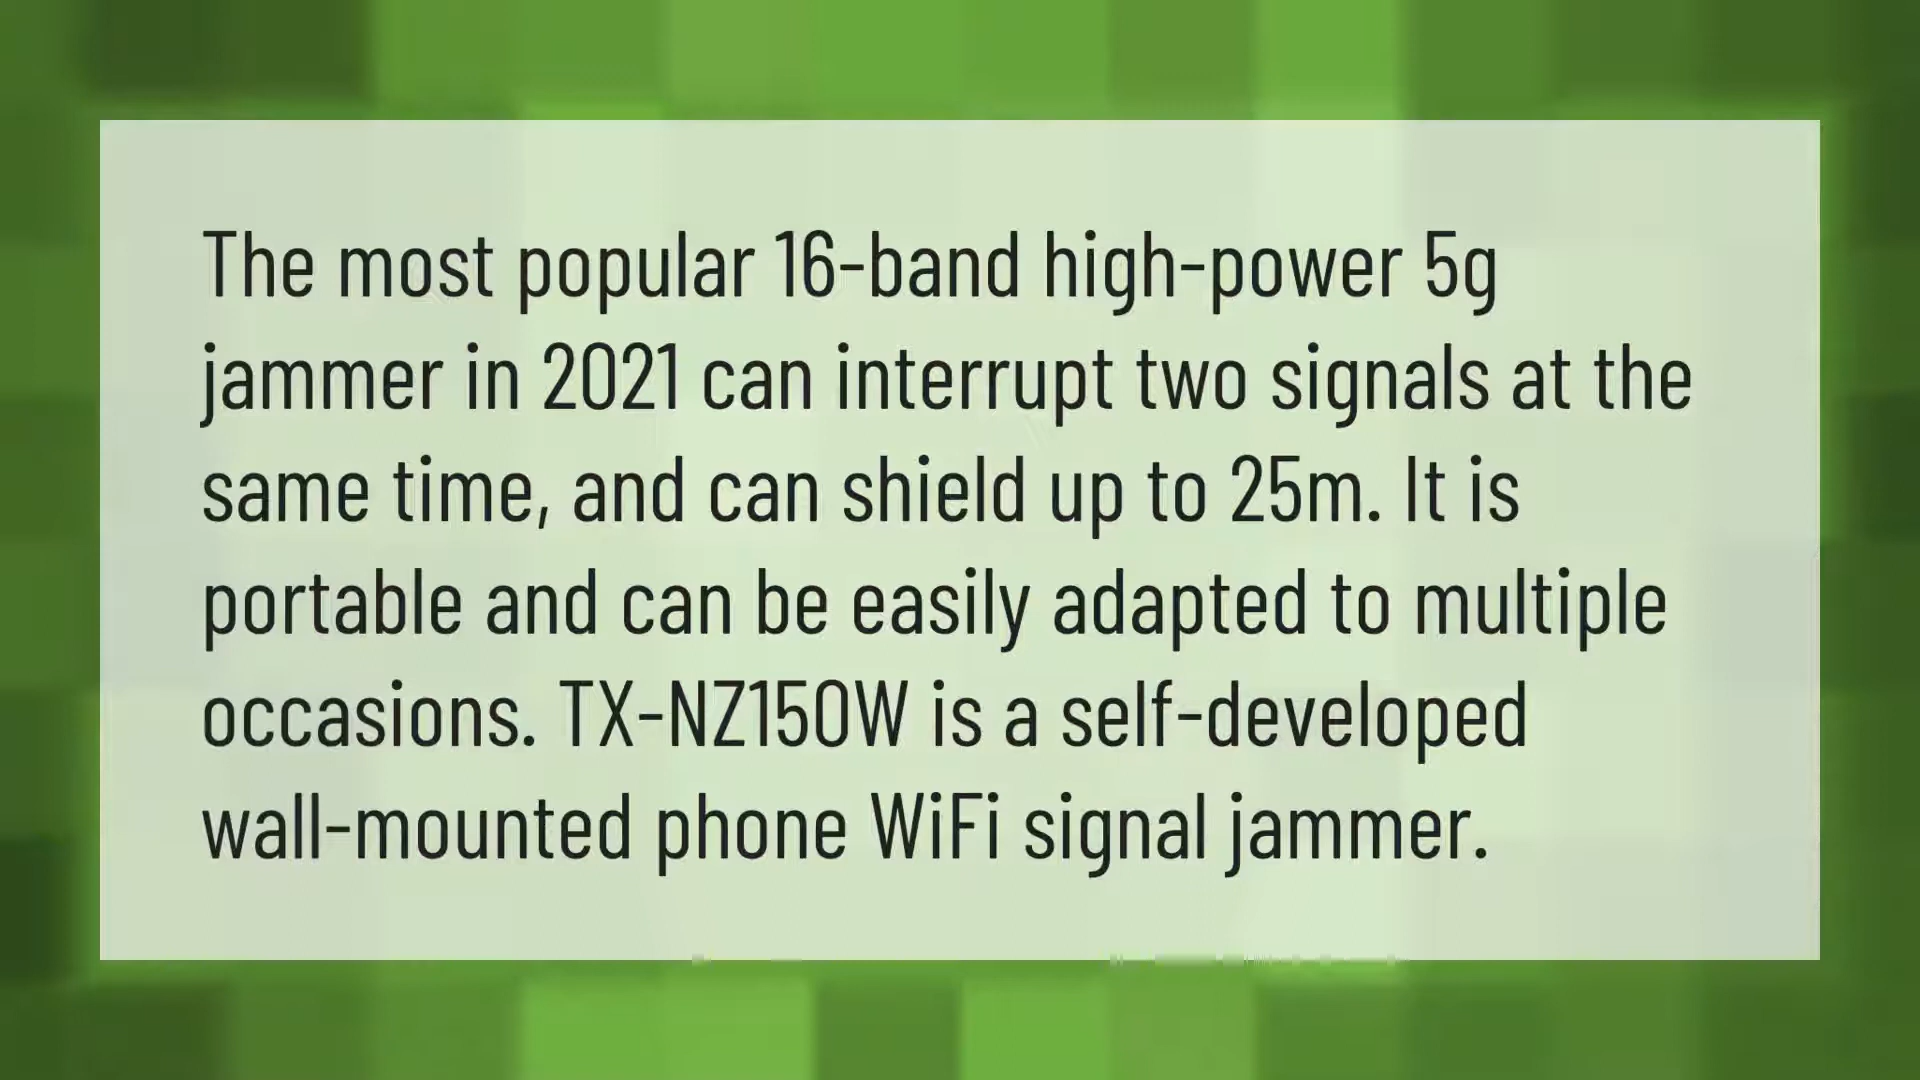 The most popular 16-band high-power 5g
jammer in 2021 can interrupt two signals at the
same time, and can shield up to 25m. It is
portable and can be easily adapted to multiple
occasions. TX-NZ150W is a self-developed
wall-mounted phone WiFi signal jammer.